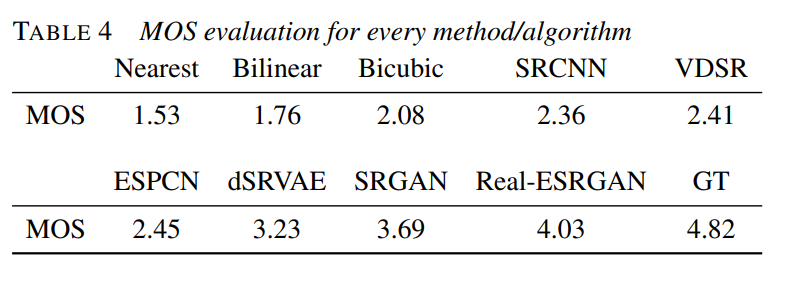 TABLE 4 MOS evaluation for every method/algorithm
Nearest Bilinear Bicubic SRCNN VDSR
MOS 1.53 1.76 2.08 2.36 2.41
ESPCN dSRVAE SRGAN Real-ESRGAN GT
MOS 2.45 3.23 3.69 4.03 4.82